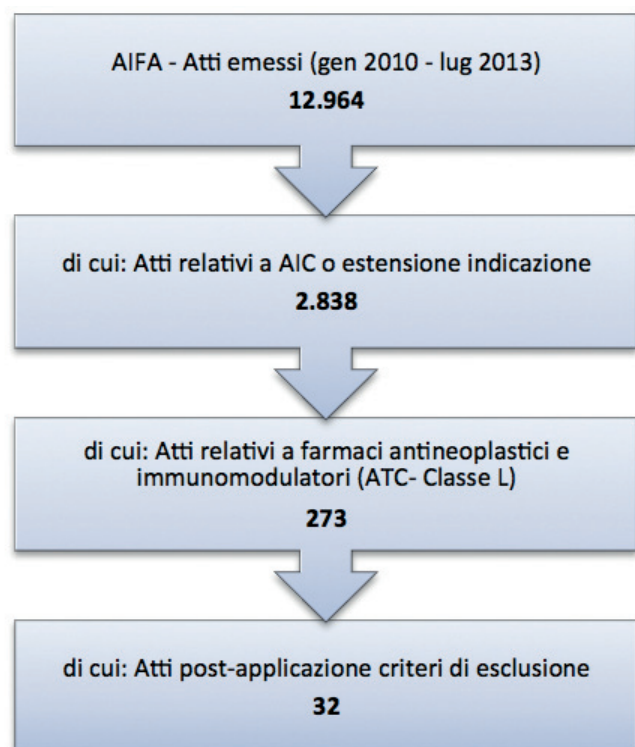 AIFA - Atti emessi (gen 2010 - lug 2013)
12.964
di cui: Atti relativi a AIC o estensione indicazione
2.838
di cui: Atti relativi a farmaci antineoplastici e
immunomodulatori (ATC- Classe L)
273
di cui: Atti post-applicazione criteri di esclusione
32